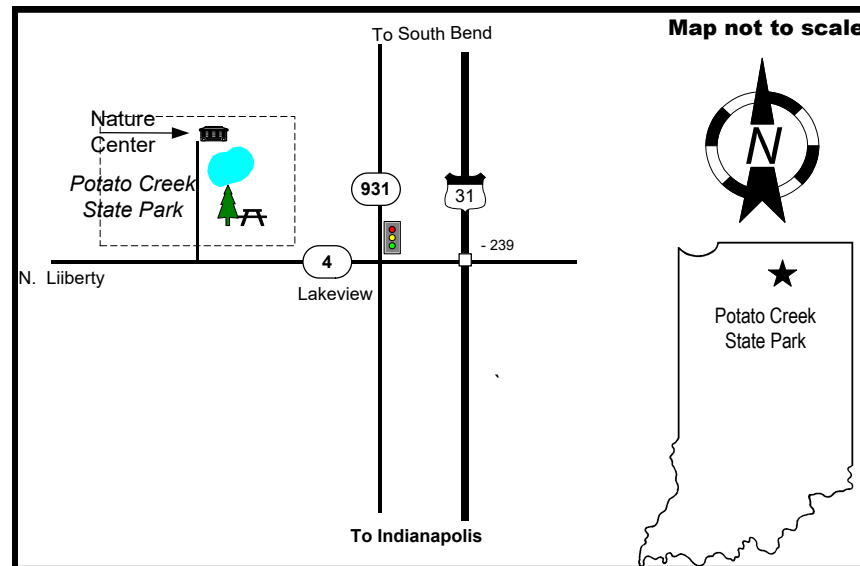 To South Bend
Map not to scale
Nature
Center
Potato Creek
State Park
931
31
N
- 239
4
N. Liiberty
Lakeview
Potato Creek
State Park
To Indianapolis